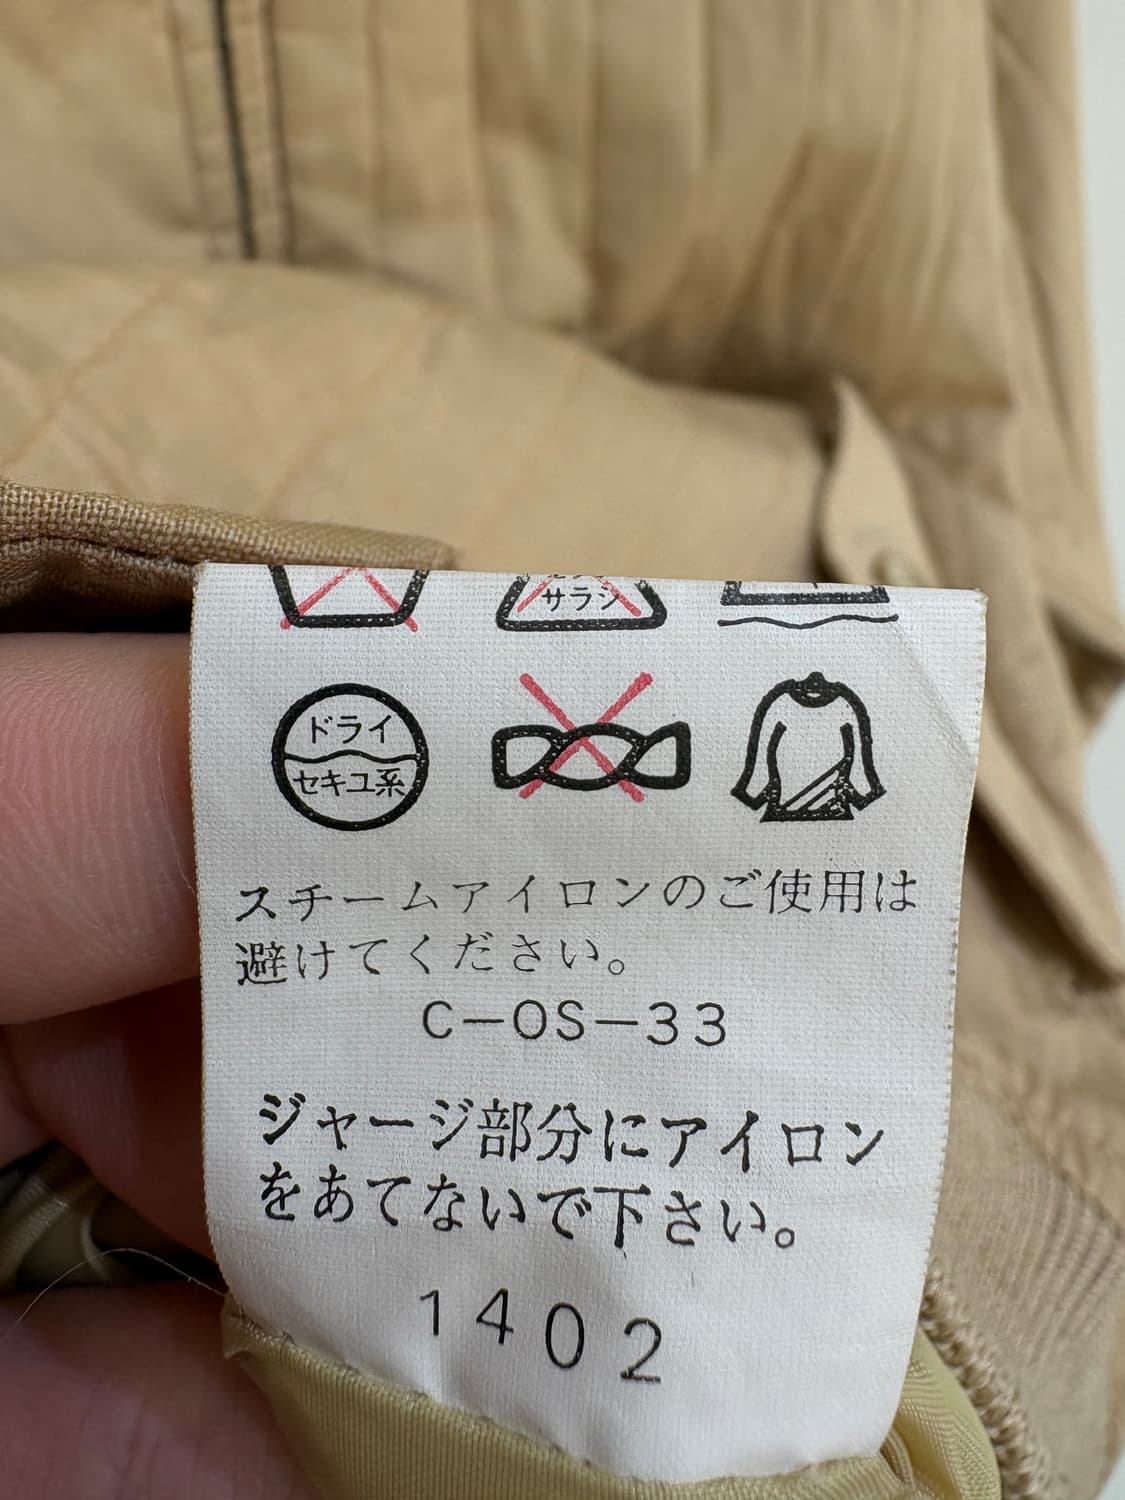 サラシ
ドライ
セキユ系
スチームアイロンのご使用は
避けてください。
C－OS－33
ジャージ部分にアイロン
をあてないで下さい。
1402